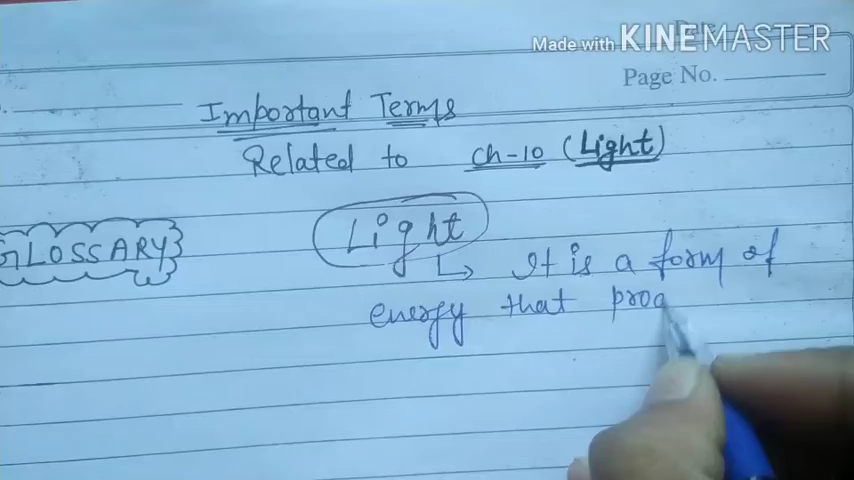 Made with KINEMASTER
Date
Page No.
Important Terms
Related to Ch-10 (Light)
GLOSSARY
Light
↳ It is a form of
energy that